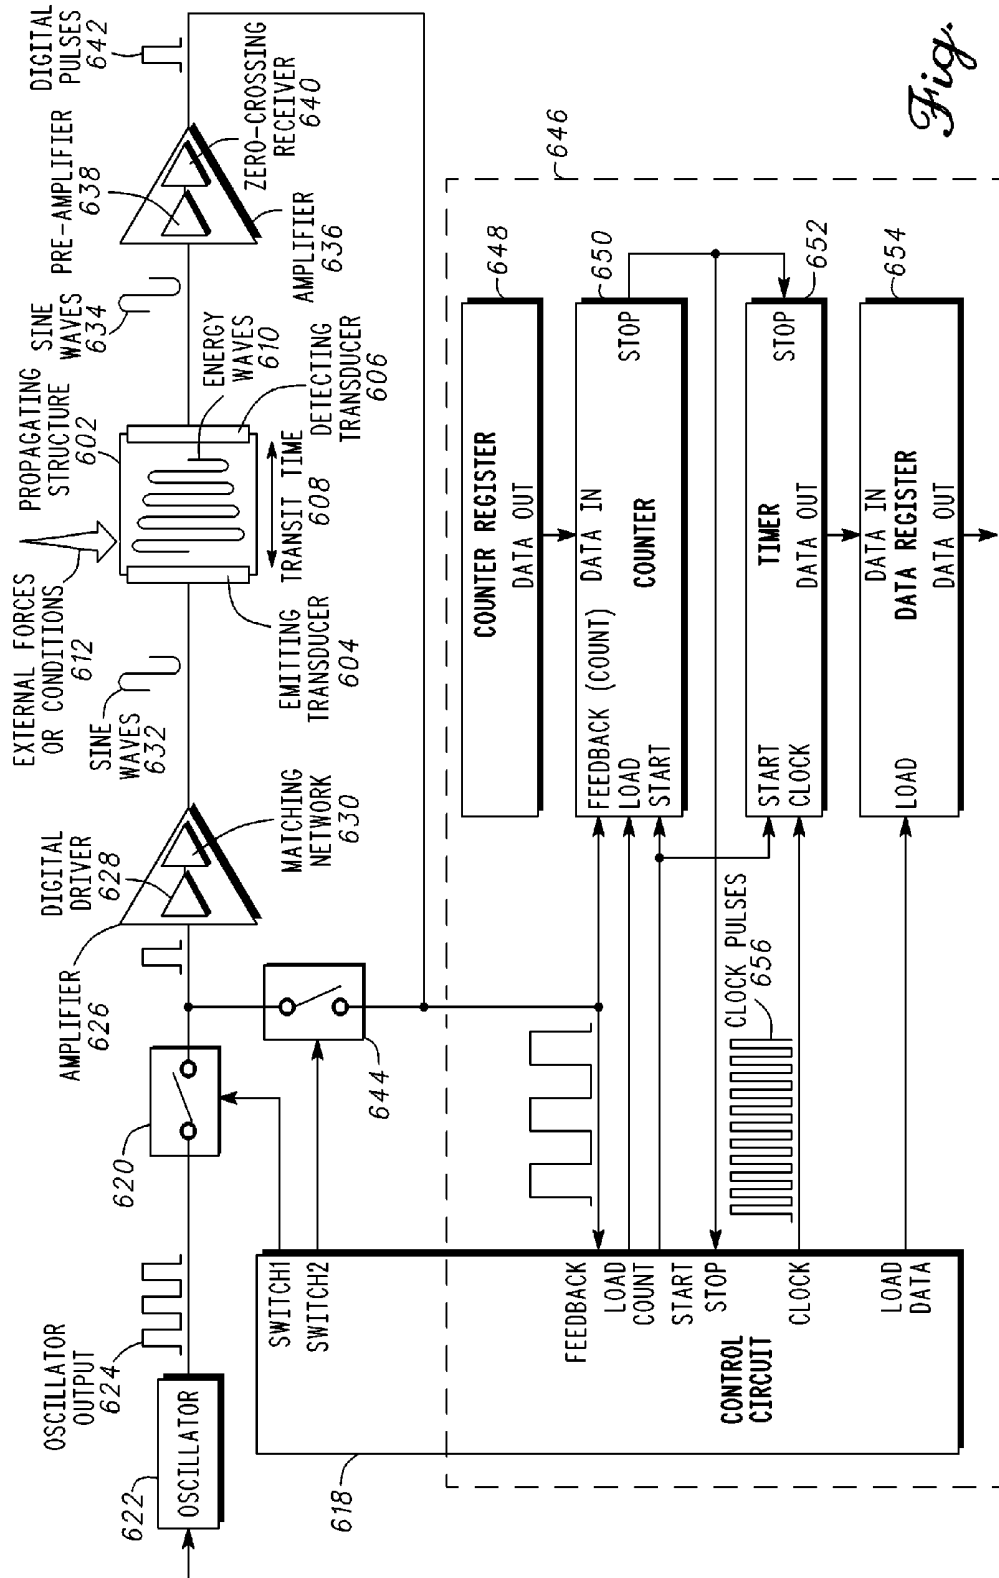 OSCILLATOR
622
OSCILLATOR
OUTPUT
624
620
AMPLIFIER
626
DIGITAL
DRIVER
628
MATCHING
NETWORK
630
SINE
WAVES
632
EXTERNAL FORCES
OR CONDITIONS
612
PROPAGATING
STRUCTURE
602
EMITTING
TRANSDUCER
604
TRANSIT TIME
608
ENERGY
WAVES
610
DETECTING
TRANSDUCER
606
SINE
WAVES
634
PRE-AMPLIFIER
638
ZERO-CROSSING
RECEIVER
640
AMPLIFIER
636
DIGITAL
PULSES
642
644
646
618
SWITCH1
SWITCH2
FEEDBACK
LOAD
COUNT
START
STOP
CLOCK
LOAD
DATA
CONTROL
CIRCUIT
CLOCK PULSES
656
COUNTER REGISTER
DATA OUT
648
FEEDBACK (COUNT)
LOAD
START
DATA IN
COUNTER
STOP
650
START
CLOCK
TIMER
DATA OUT
STOP
652
LOAD
DATA IN
DATA REGISTER
DATA OUT
654
Fig.